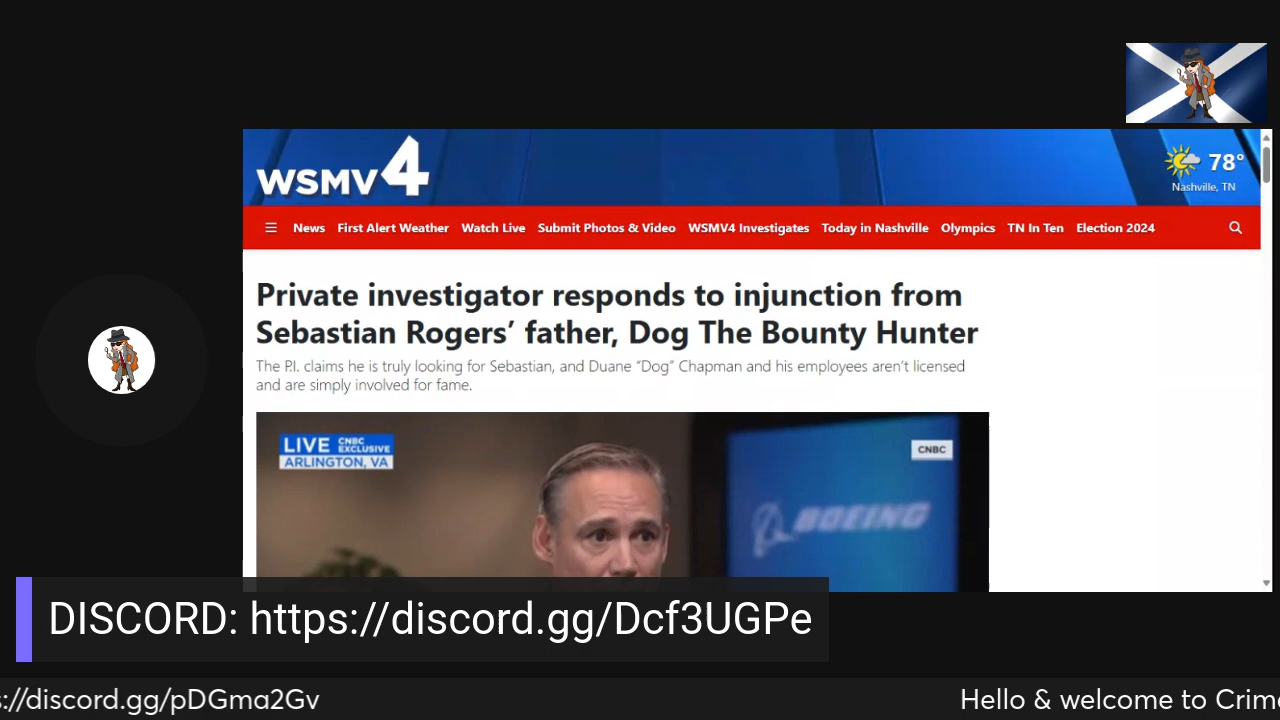 WSMV 4
78°
Nashville, TN
News First Alert Weather Watch Live Submit Photos & Video WSMV4 Investigates Today in Nashville Olympics TN In Ten Election 2024
Private investigator responds to injunction from
Sebastian Rogers’ father, Dog The Bounty Hunter
The P.I. claims he is truly looking for Sebastian, and Duane “Dog” Chapman and his employees aren’t licensed
and are simply involved for fame.
LIVE CNBC EXCLUSIVE
ARLINGTON, VA
CNBC
BOEING
DISCORD: https://discord.gg/Dcf3UGPe
s://discord.gg/pDGma2Gv
Hello & welcome to Crim